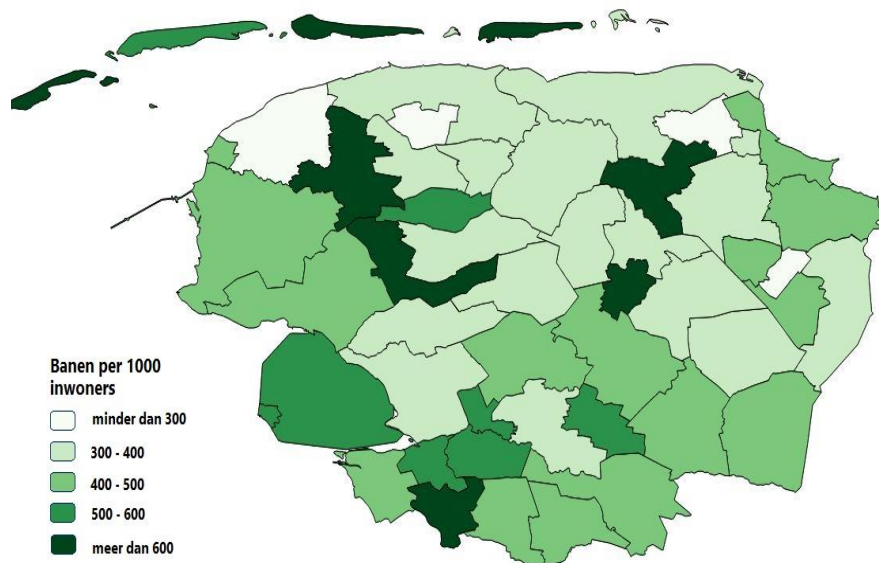 Banen per 1000
inwoners
minder dan 300
300 - 400
400 - 500
500 - 600
meer dan 600